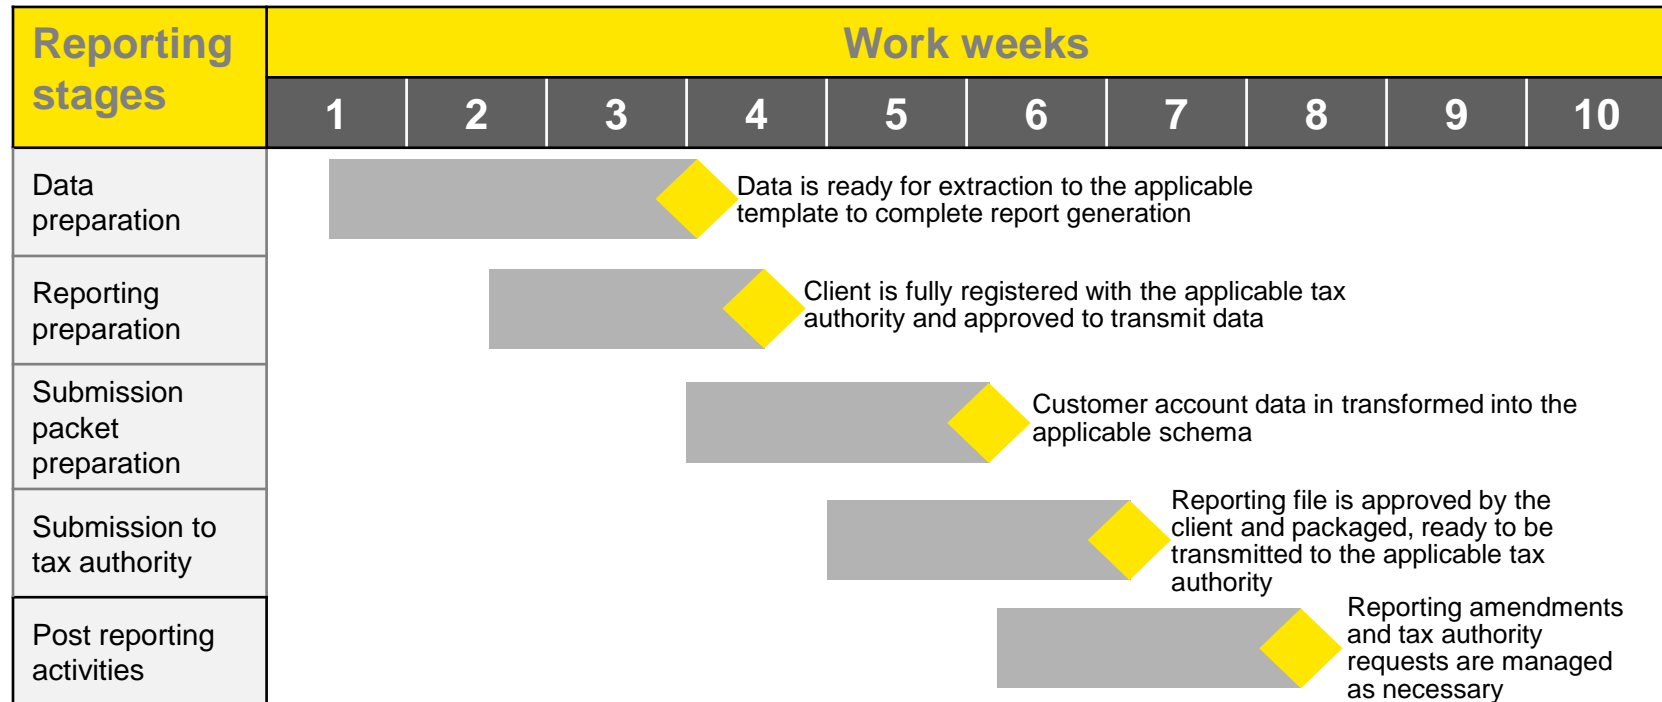 Reporting
stages
Work weeks
1 2 3 4 5 6 7 8 9 10
Data
preparation
Data is ready for extraction to the applicable
template to complete report generation
Reporting
preparation
Client is fully registered with the applicable tax
authority and approved to transmit data
Submission
packet
preparation
Customer account data in transformed into the
applicable schema
Submission to
tax authority
Reporting file is approved by the
client and packaged, ready to be
transmitted to the applicable tax
authority
Post reporting
activities
Reporting amendments
and tax authority
requests are managed
as necessary